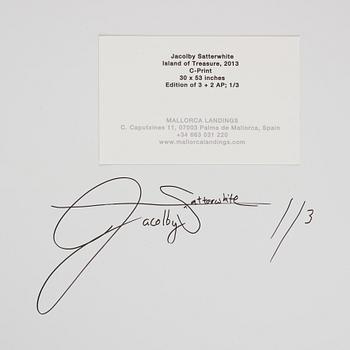 Jacolby Satterwhite
Island of Treasure, 2013
C-Print
30 x 53 inches
Edition of 3 + 2 AP; 1/3
MALLORCA LANDINGS
C. Caputxines 11, 07003 Palma de Mallorca, Spain
+34 663 031 220
www.mallorcalandings.com
Jacolby Satterwhite 1/3